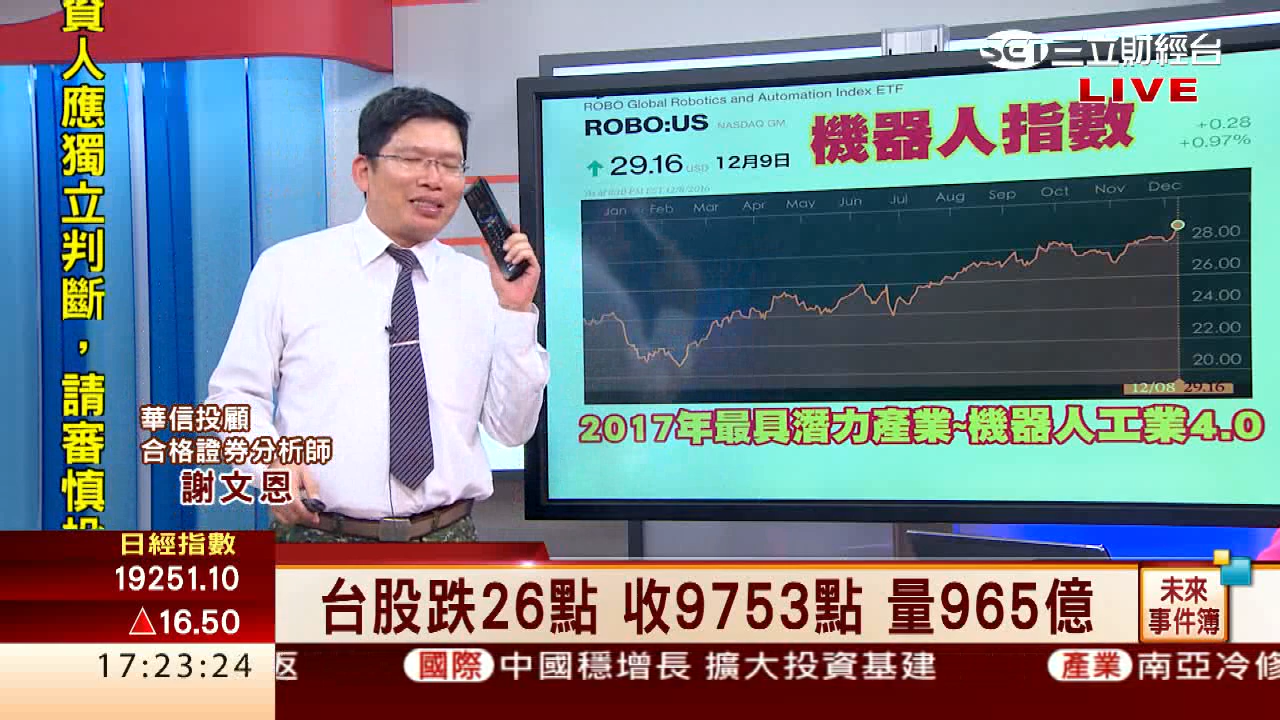 資人應獨立判斷，請審慎投
SET三立財經台
LIVE
ROBO Global Robotics and Automation Index ETF
ROBO:US NASDAQ GM
機器人指數
+0.28
+0.97%
29.16 USD 12月9日
Jan Feb Mar Apr May Jun Jul Aug Sep Oct Nov Dec
28.00
26.00
24.00
22.00
20.00
12/08 29.16
2017年最具潛力產業~機器人工業4.0
華信投顧
合格證券分析師
謝文恩
日經指數
19251.10
△16.50
17:23:24
台股跌26點 收9753點 量965億
未來
事件簿
返 國際 中國穩增長 擴大投資基建 產業 南亞冷修